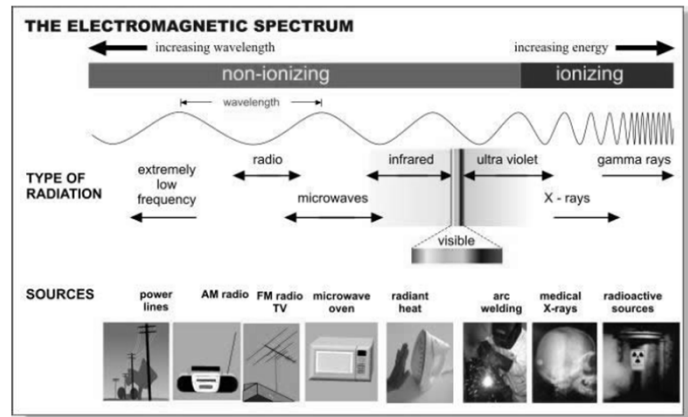 THE ELECTROMAGNETIC SPECTRUM
increasing wavelength
increasing energy
non-ionizing
ionizing
wavelength
TYPE OF
RADIATION
extremely
low
frequency
radio
microwaves
infrared
visible
ultra violet
X - rays
gamma rays
SOURCES
power
lines
AM radio
FM radio
TV
microwave
oven
radiant
heat
arc
welding
medical
X-rays
radioactive
sources